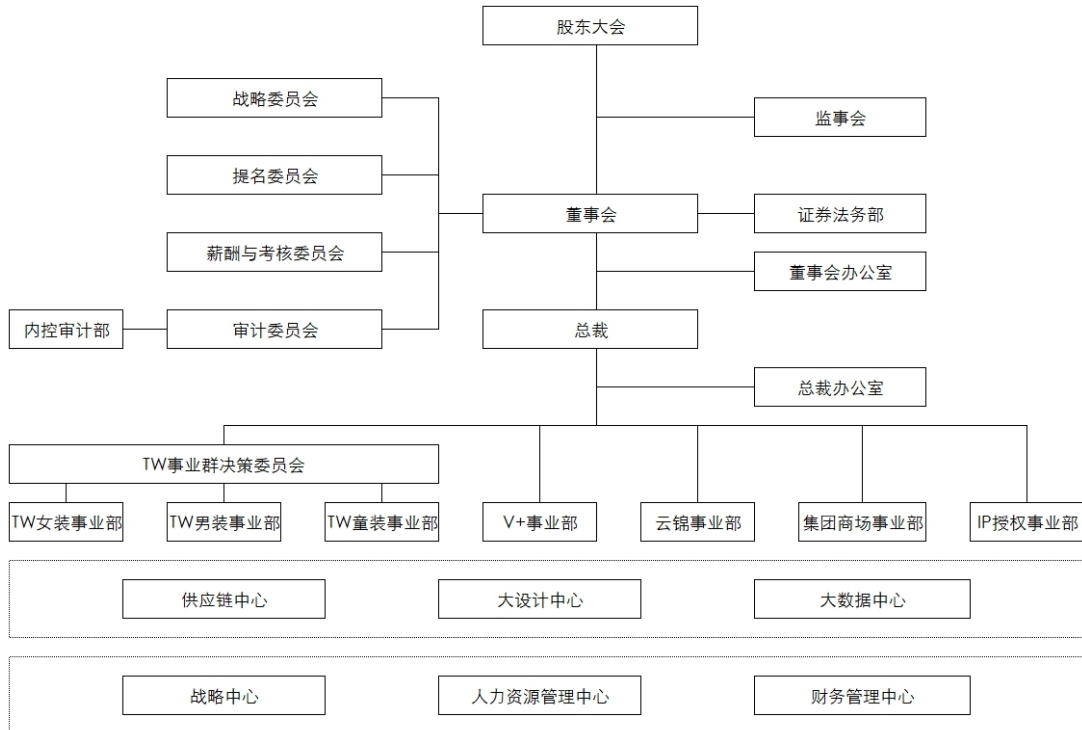 股东大会
战略委员会
监事会
提名委员会
董事会
证券法务部
薪酬与考核委员会
董事会办公室
内控审计部
审计委员会
总裁
总裁办公室
TW事业群决策委员会
TW女装事业部
TW男装事业部
TW童装事业部
V+事业部
云锦事业部
集团商场事业部
IP授权事业部
供应链中心
大设计中心
大数据中心
战略中心
人力资源管理中心
财务管理中心